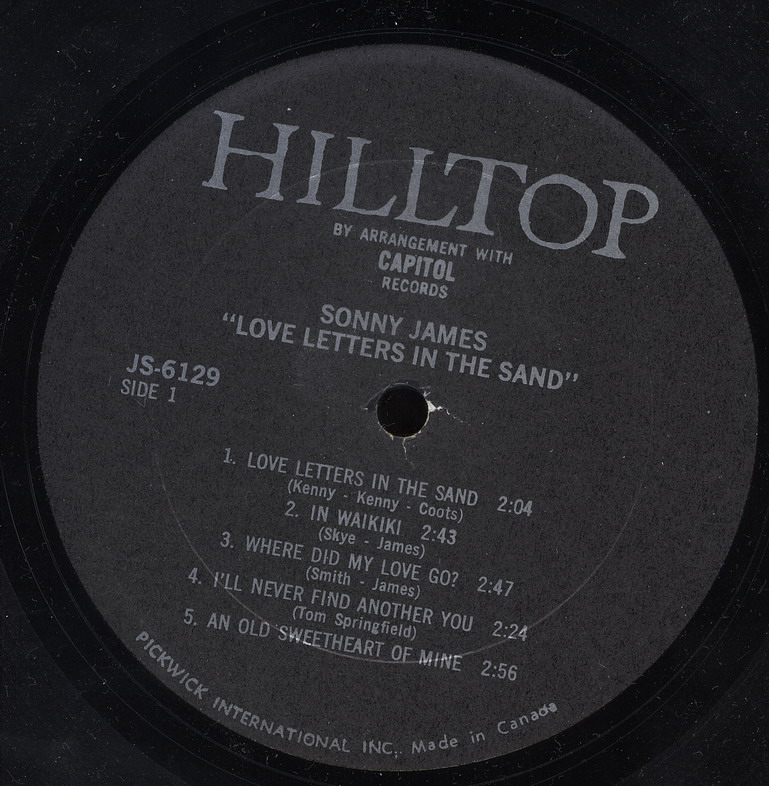 HILLTOP
BY ARRANGEMENT WITH
CAPITOL
RECORDS
SONNY JAMES
“LOVE LETTERS IN THE SAND”
JS-6129
SIDE 1
1. LOVE LETTERS IN THE SAND 2:04
(Kenny - Kenny - Coots)
2. IN WAIKIKI 2:43
(Skye - James)
3. WHERE DID MY LOVE GO? 2:47
(Smith - James)
4. I'LL NEVER FIND ANOTHER YOU 2:24
(Tom Springfield)
5. AN OLD SWEETHEART OF MINE 2:56
PICKWICK INTERNATIONAL INC., Made in Canada